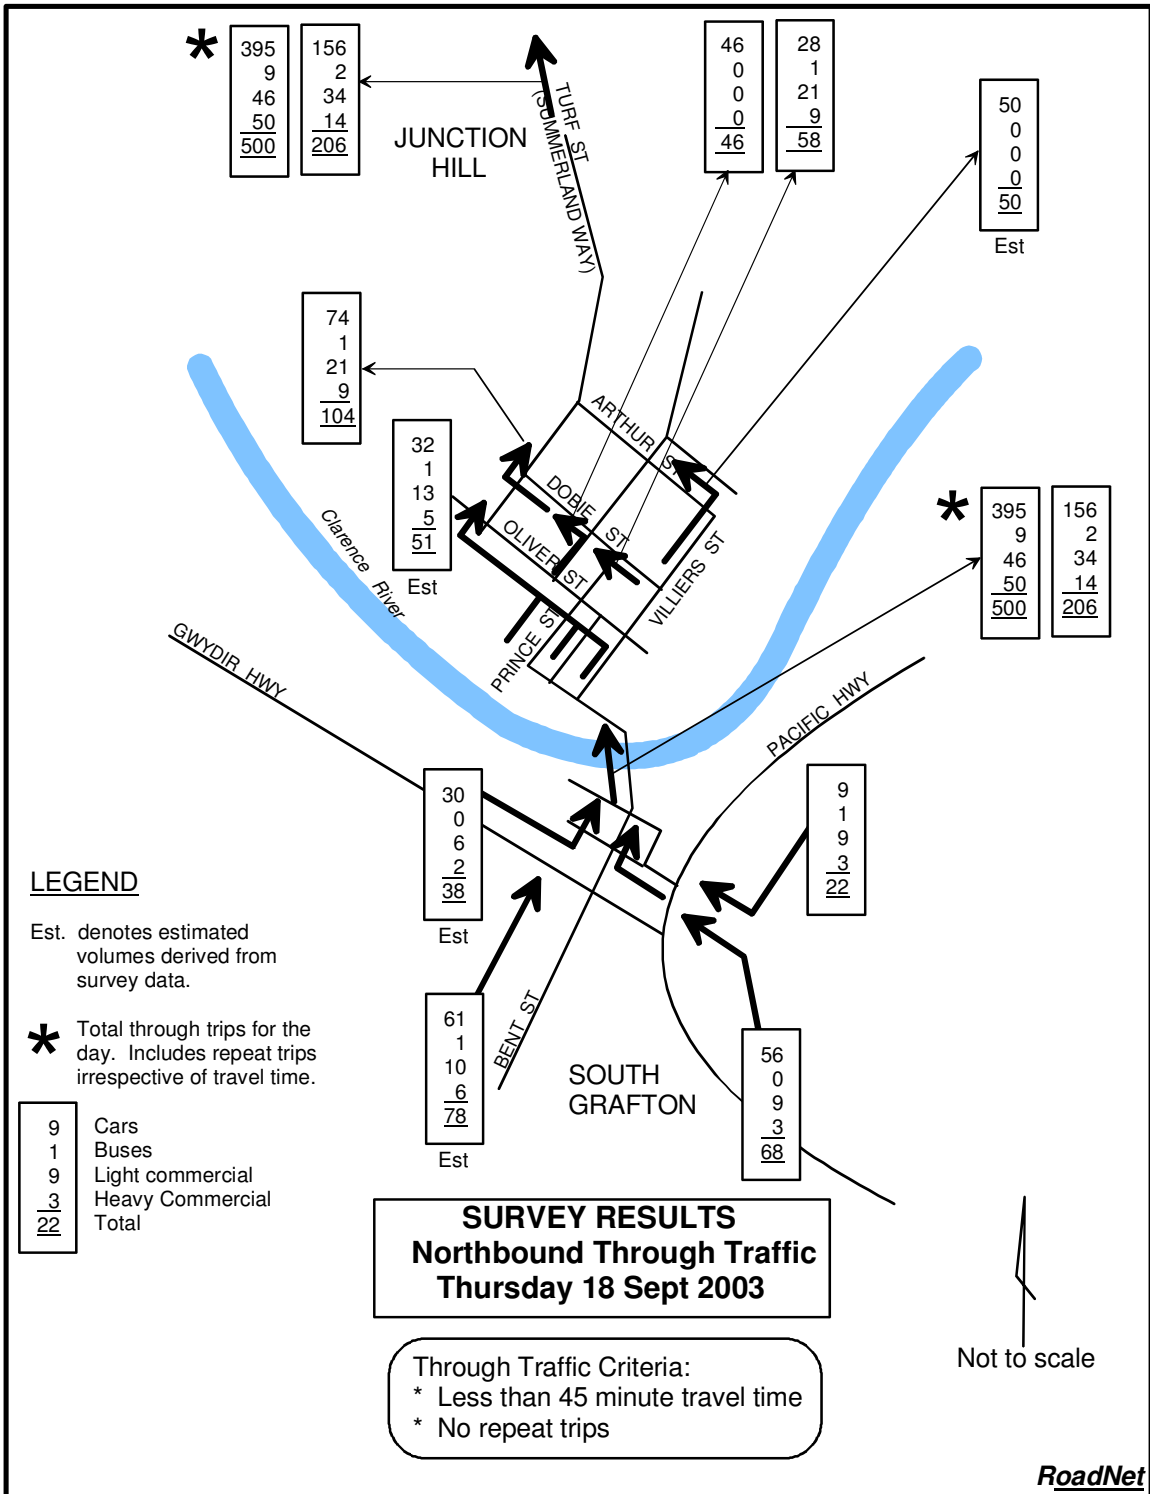 *
395
9
46
50
500
156
2
34
14
206
JUNCTION
HILL
TURF ST
(SUMMERLAND WAY)
46
0
0
0
46
28
1
21
9
58
50
0
0
0
50
Est
74
1
21
9
104
32
1
13
5
51
Est
ARTHUR ST
DOBIE ST
OLIVER ST
PRINCE ST
VILLIERS ST
Clarence River
*
395
9
46
50
500
156
2
34
14
206
GWYDIR HWY
PACIFIC HWY
30
0
6
2
38
Est
9
1
9
3
22
61
1
10
6
78
Est
BENT ST
56
0
9
3
68
SOUTH
GRAFTON
LEGEND
Est. denotes estimated
volumes derived from
survey data.
* Total through trips for the
day. Includes repeat trips
irrespective of travel time.
9 Cars
1 Buses
9 Light commercial
3 Heavy Commercial
22 Total
SURVEY RESULTS
Northbound Through Traffic
Thursday 18 Sept 2003
Through Traffic Criteria:
* Less than 45 minute travel time
* No repeat trips
Not to scale
RoadNet